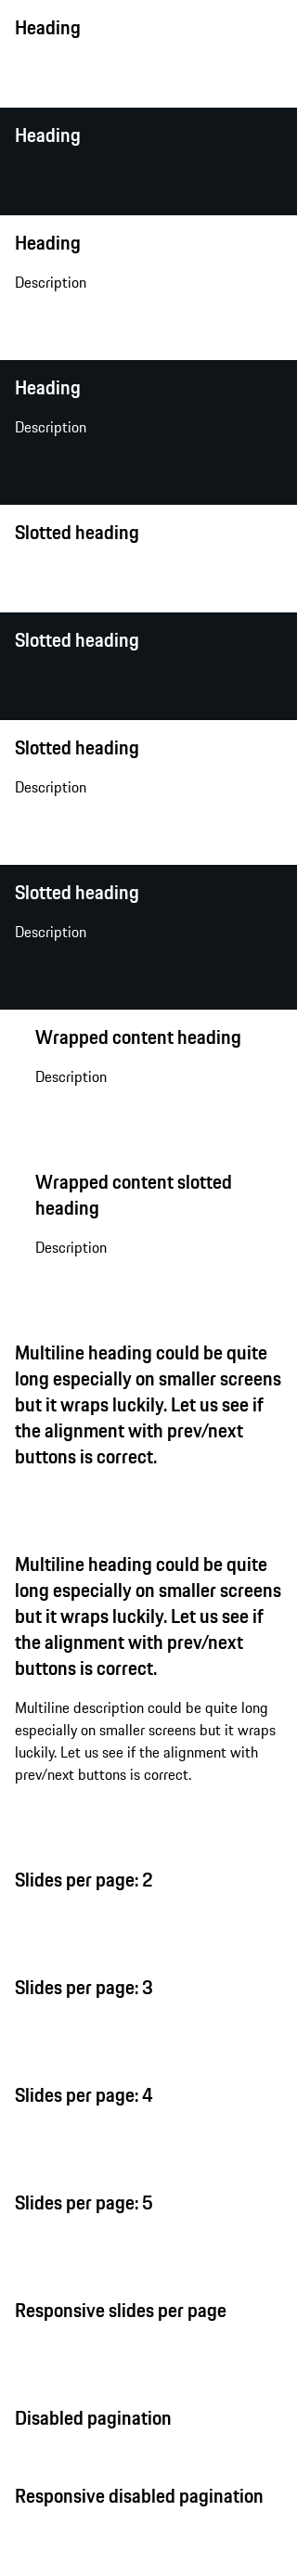 Heading
Heading
Heading
Description
Heading
Description
Slotted heading
Slotted heading
Slotted heading
Description
Slotted heading
Description
Wrapped content heading
Description
Wrapped content slotted
heading
Description
Multiline heading could be quite
long especially on smaller screens
but it wraps luckily. Let us see if
the alignment with prev/next
buttons is correct.
Multiline heading could be quite
long especially on smaller screens
but it wraps luckily. Let us see if
the alignment with prev/next
buttons is correct.
Multiline description could be quite long
especially on smaller screens but it wraps
luckily. Let us see if the alignment with
prev/next buttons is correct.
Slides per page: 2
Slides per page: 3
Slides per page: 4
Slides per page: 5
Responsive slides per page
Disabled pagination
Responsive disabled pagination